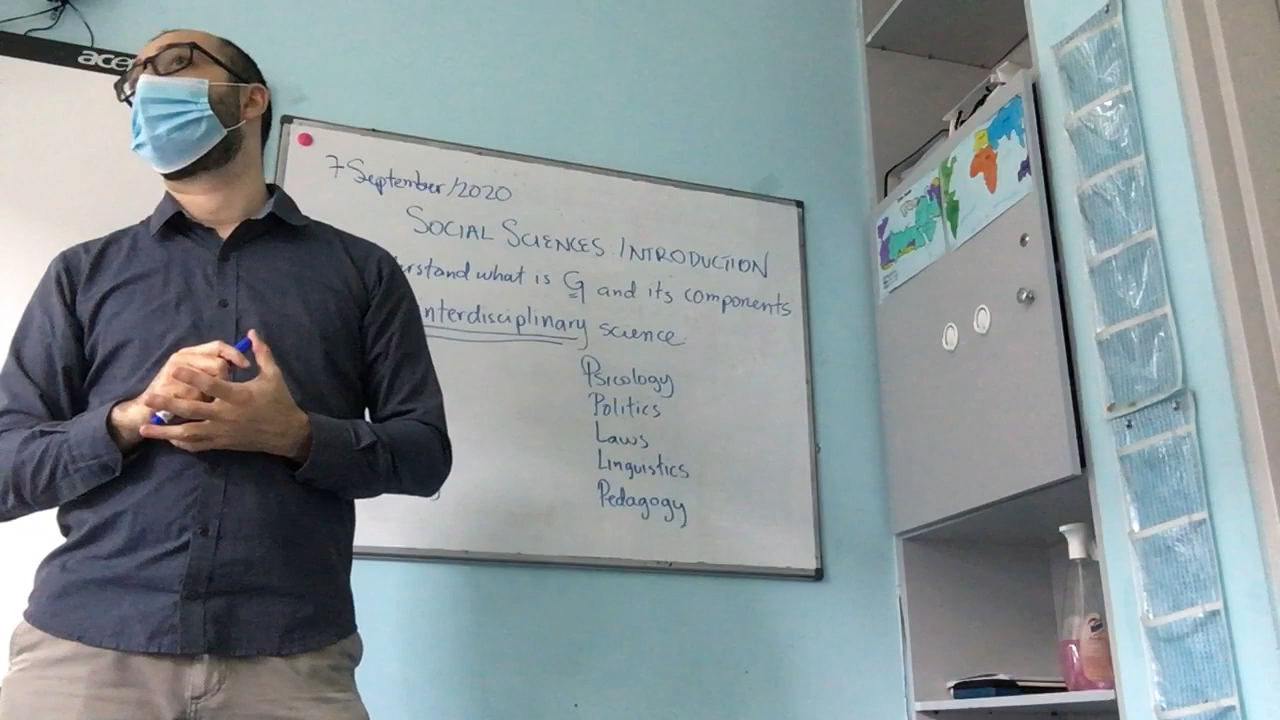 acer
7 September/2020
SOCIAL SCIENCES INTRODUCTION
rstand what is G and its components
nterdisciplinary science.
Psicology
Politics
Laws
Linguistics
Pedagogy